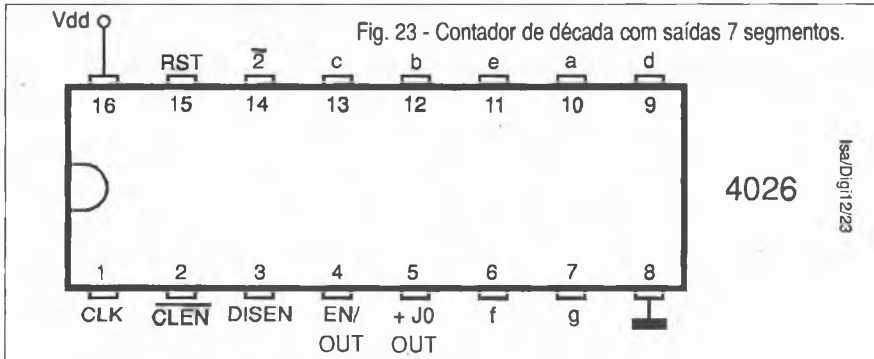 Vdd
Fig. 23 - Contador de década com saídas 7 segmentos.
RST 2̅ c b e a d
16 15 14 13 12 11 10 9
4026
Isa/Digi12/23
1 2 3 4 5 6 7 8
CLK C̅L̅E̅N̅ DISEN EN/ + J0 f g
OUT OUT